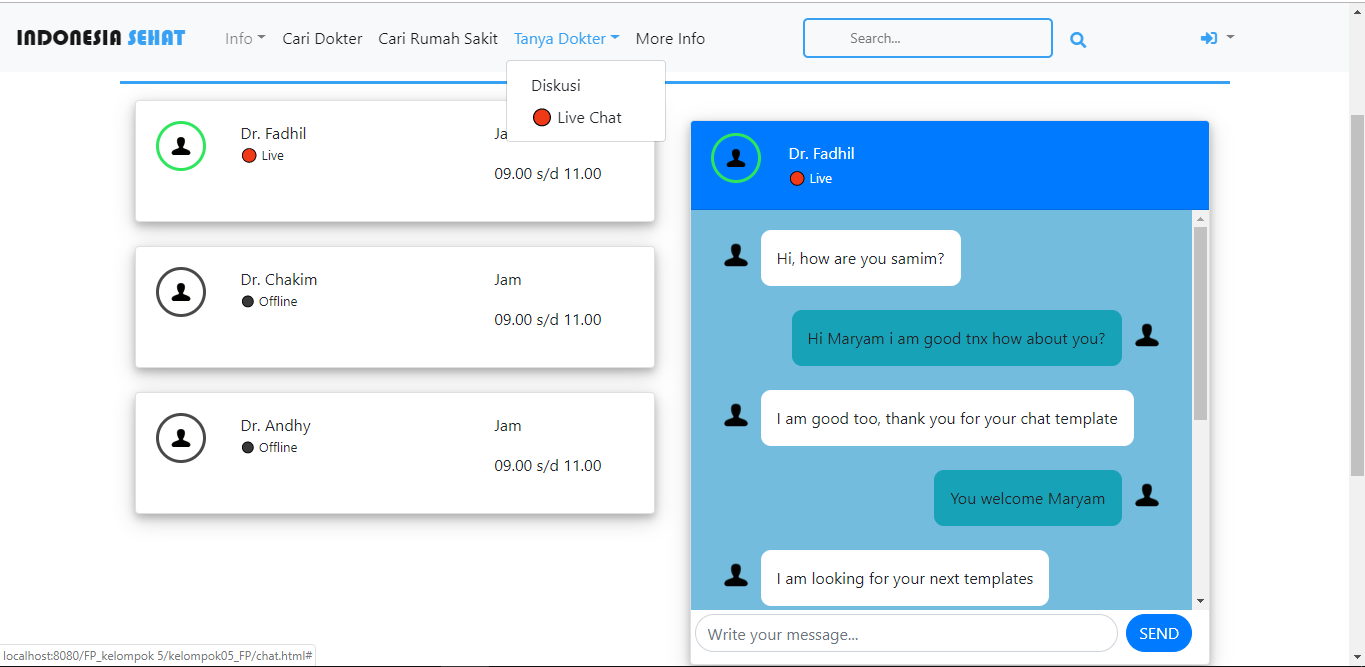 INDONESIA SEHAT Info Cari Dokter Cari Rumah Sakit Tanya Dokter More Info Search...
Diskusi
Live Chat
Dr. Fadhil Ja
Live
09.00 s/d 11.00
Dr. Chakim Jam
Offline
09.00 s/d 11.00
Dr. Andhy Jam
Offline
09.00 s/d 11.00
Dr. Fadhil
Live
Hi, how are you samim?
Hi Maryam i am good tnx how about you?
I am good too, thank you for your chat template
You welcome Maryam
I am looking for your next templates
Write your message... SEND
localhost:8080/FP_kelompok 5/kelompok05_FP/chat.html#